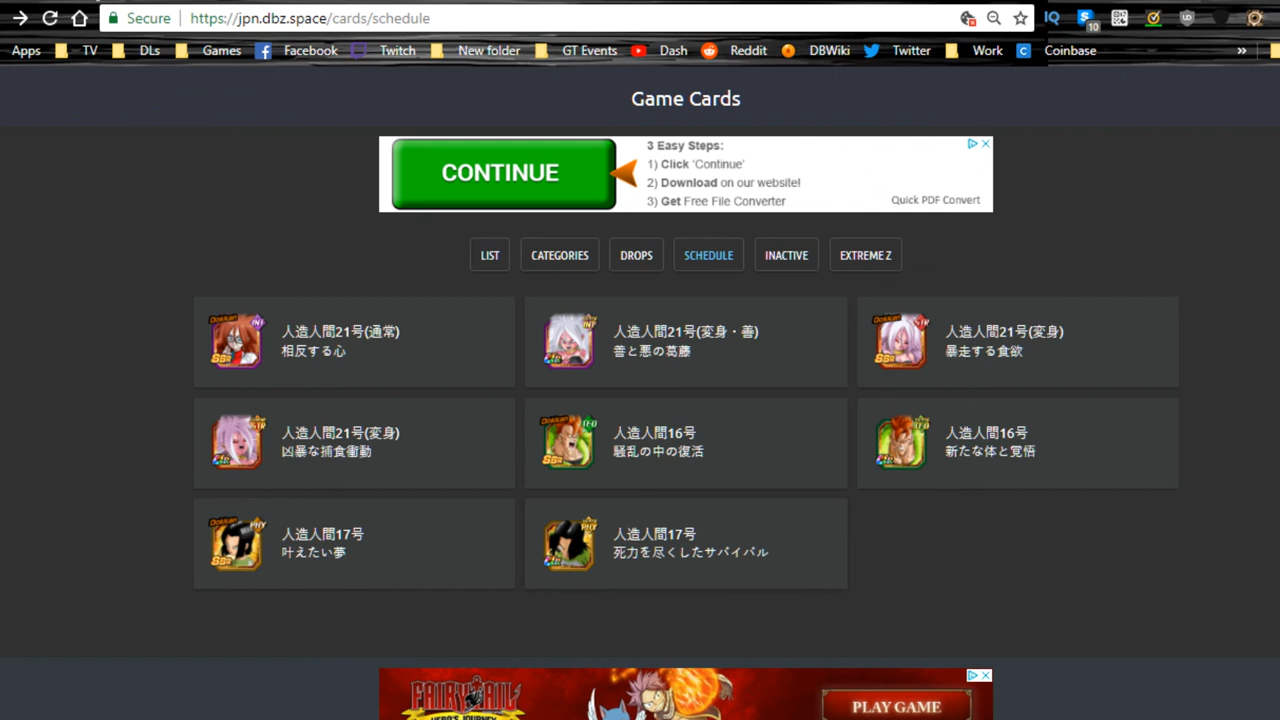 Secure https://jpn.dbz.space/cards/schedule
10
Apps TV DLs Games Facebook Twitch New folder GT Events Dash Reddit DBWiki Twitter Work Coinbase »
Game Cards
CONTINUE
3 Easy Steps:
1) Click 'Continue'
2) Download on our website!
3) Get Free File Converter
Quick PDF Convert
LIST CATEGORIES DROPS SCHEDULE INACTIVE EXTREME Z
人造人間21号(通常)
相反する心
人造人間21号(変身・善)
善と悪の葛藤
人造人間21号(変身)
暴走する食欲
人造人間21号(変身)
凶暴な捕食衝動
人造人間16号
騒乱の中の復活
人造人間16号
新たな体と覚悟
人造人間17号
叶えたい夢
人造人間17号
死力を尽くしたサバイバル
FAIRY TAIL
HERO'S JOURNEY
PLAY GAME